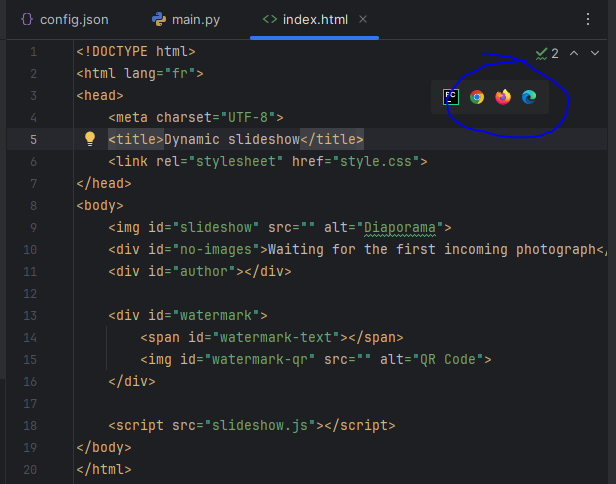 config.json main.py index.html
2
PC
1 <!DOCTYPE html>
2 <html lang="fr">
3 <head>
4 <meta charset="UTF-8">
5 <title>Dynamic slideshow</title>
6 <link rel="stylesheet" href="style.css">
7 </head>
8 <body>
9 <img id="slideshow" src="" alt="Diaporama">
10 <div id="no-images">Waiting for the first incoming photograph</
11 <div id="author"></div>
12
13 <div id="watermark">
14 <span id="watermark-text"></span>
15 <img id="watermark-qr" src="" alt="QR Code">
16 </div>
17
18 <script src="slideshow.js"></script>
19 </body>
20 </html>